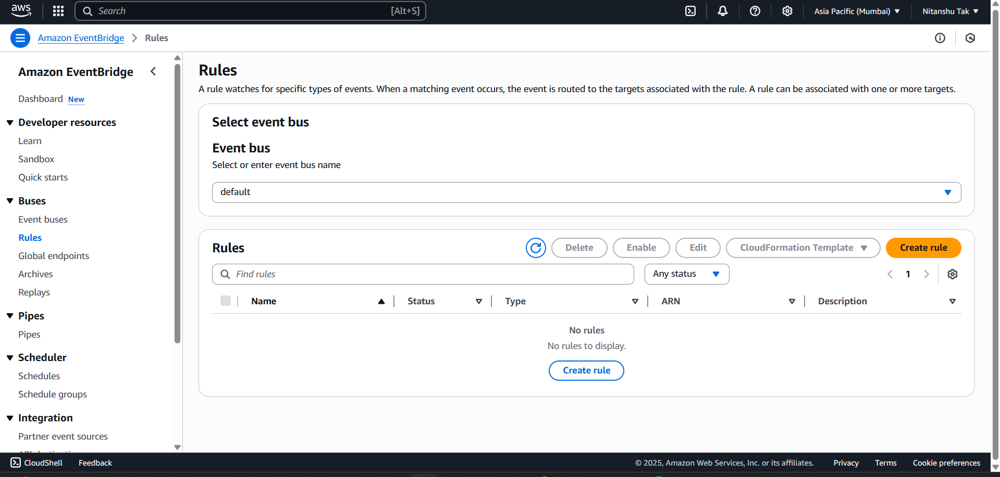 aws
Search [Alt+S]
Asia Pacific (Mumbai)
Nitanshu Tak
Amazon EventBridge > Rules
Amazon EventBridge
Dashboard New
Developer resources
Learn
Sandbox
Quick starts
Buses
Event buses
Rules
Global endpoints
Archives
Replays
Pipes
Pipes
Scheduler
Schedules
Schedule groups
Integration
Partner event sources
Rules
A rule watches for specific types of events. When a matching event occurs, the event is routed to the targets associated with the rule. A rule can be associated with one or more targets.
Select event bus
Event bus
Select or enter event bus name
default
Rules
Delete
Enable
Edit
CloudFormation Template
Create rule
Find rules
Any status
1
Name Status Type ARN Description
No rules
No rules to display.
Create rule
CloudShell Feedback
© 2025, Amazon Web Services, Inc. or its affiliates. Privacy Terms Cookie preferences